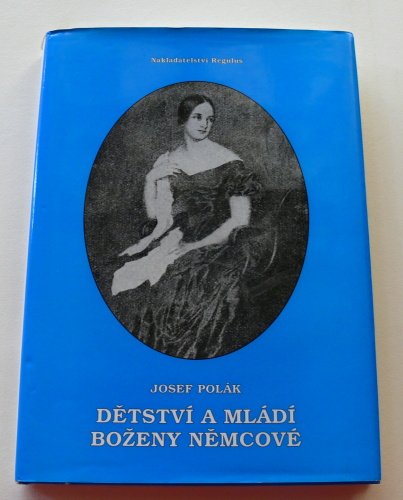 Nakladatelství Regulus
JOSEF POLÁK
DĚTSTVÍ A MLÁDÍ
BOŽENY NĚMCOVÉ